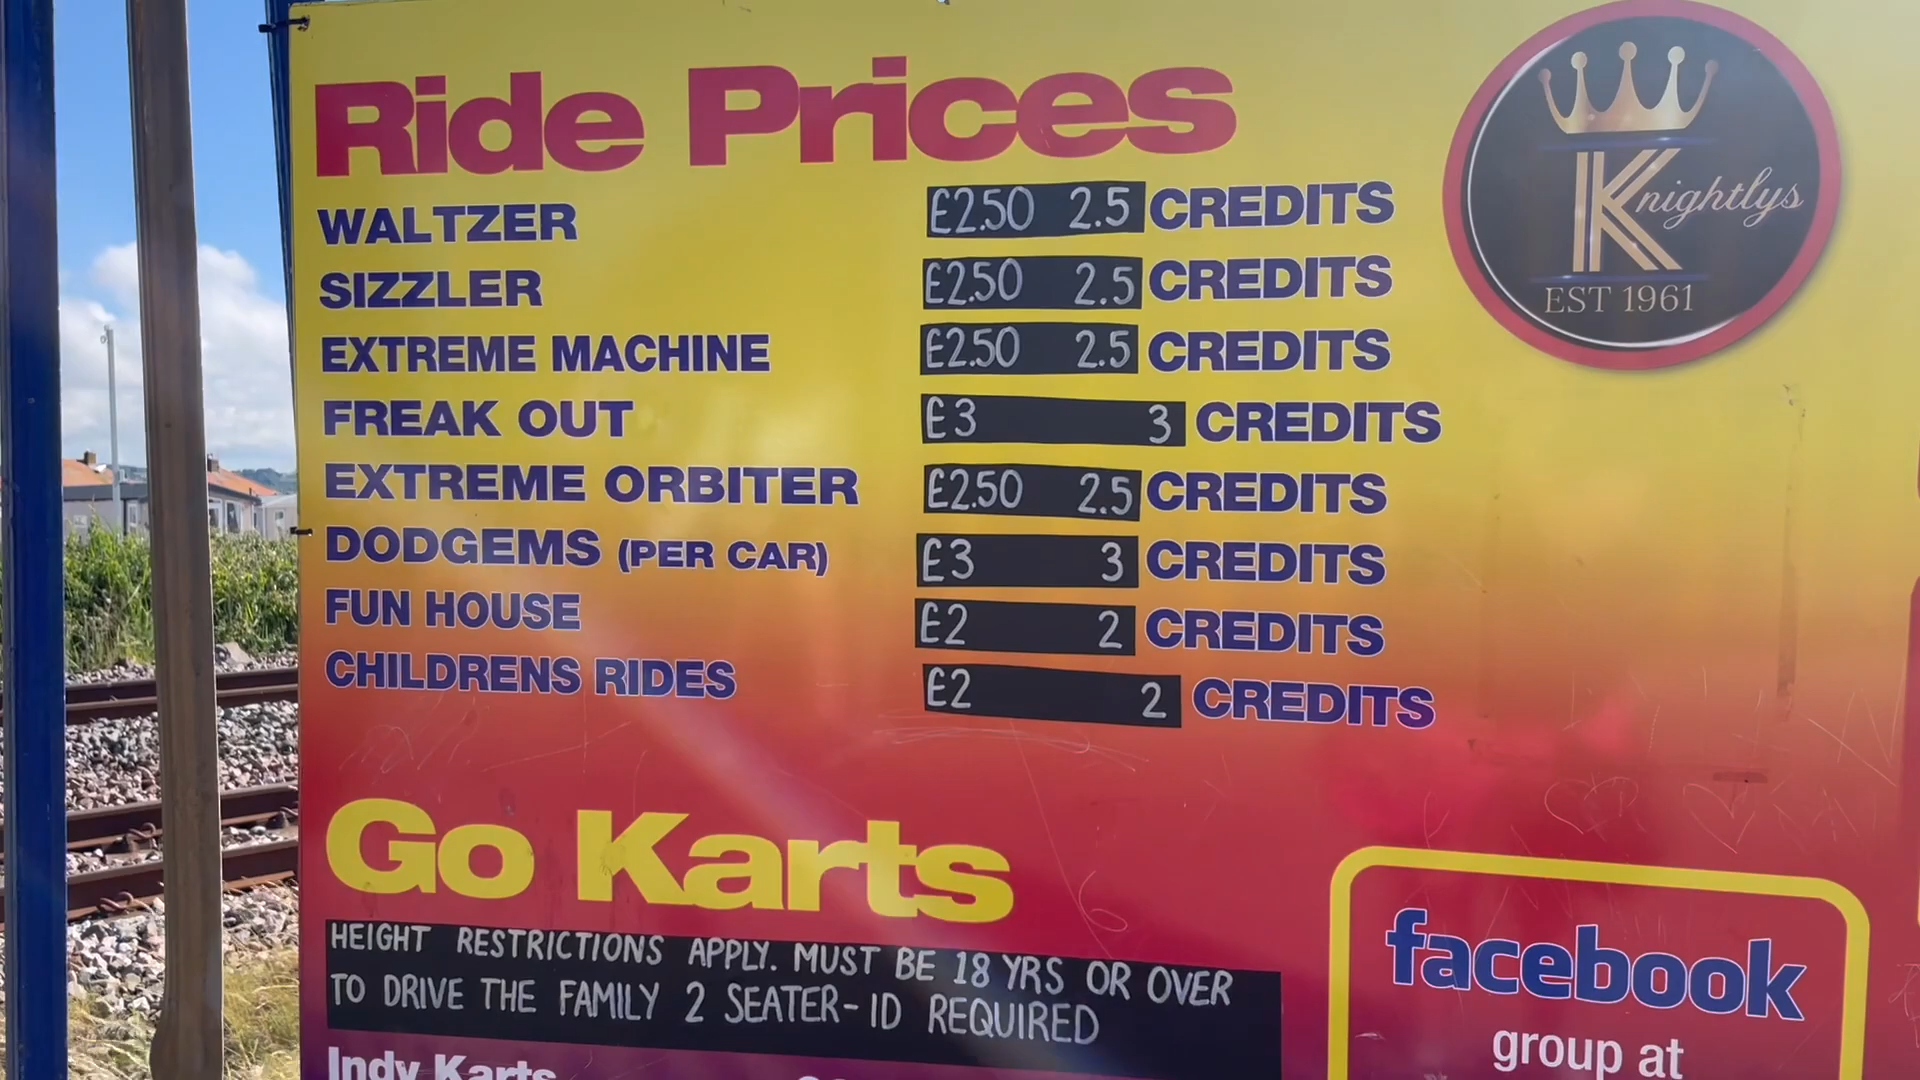 Ride Prices
WALTZER £2.50 2.5 CREDITS
SIZZLER £2.50 2.5 CREDITS
EXTREME MACHINE £2.50 2.5 CREDITS
FREAK OUT £3 3 CREDITS
EXTREME ORBITER £2.50 2.5 CREDITS
DODGEMS (PER CAR) £3 3 CREDITS
FUN HOUSE £2 2 CREDITS
CHILDRENS RIDES £2 2 CREDITS
Knightlys
EST 1961
Go Karts
HEIGHT RESTRICTIONS APPLY. MUST BE 18 YRS OR OVER
TO DRIVE THE FAMILY 2 SEATER-ID REQUIRED
Indy Karts
facebook
group at